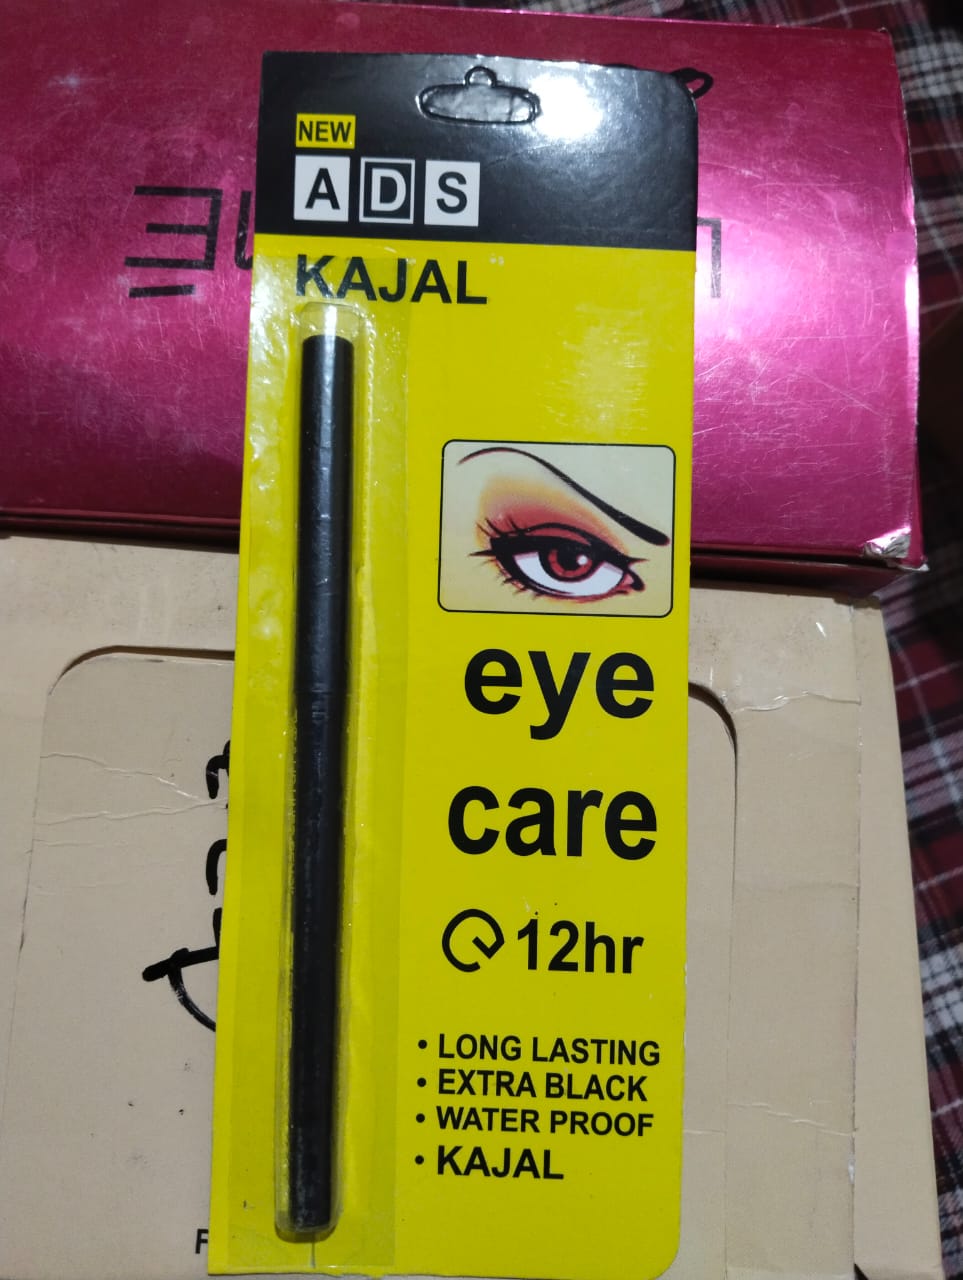 NEW
ADS
KAJAL
eye
care
12hr
• LONG LASTING
• EXTRA BLACK
• WATER PROOF
• KAJAL